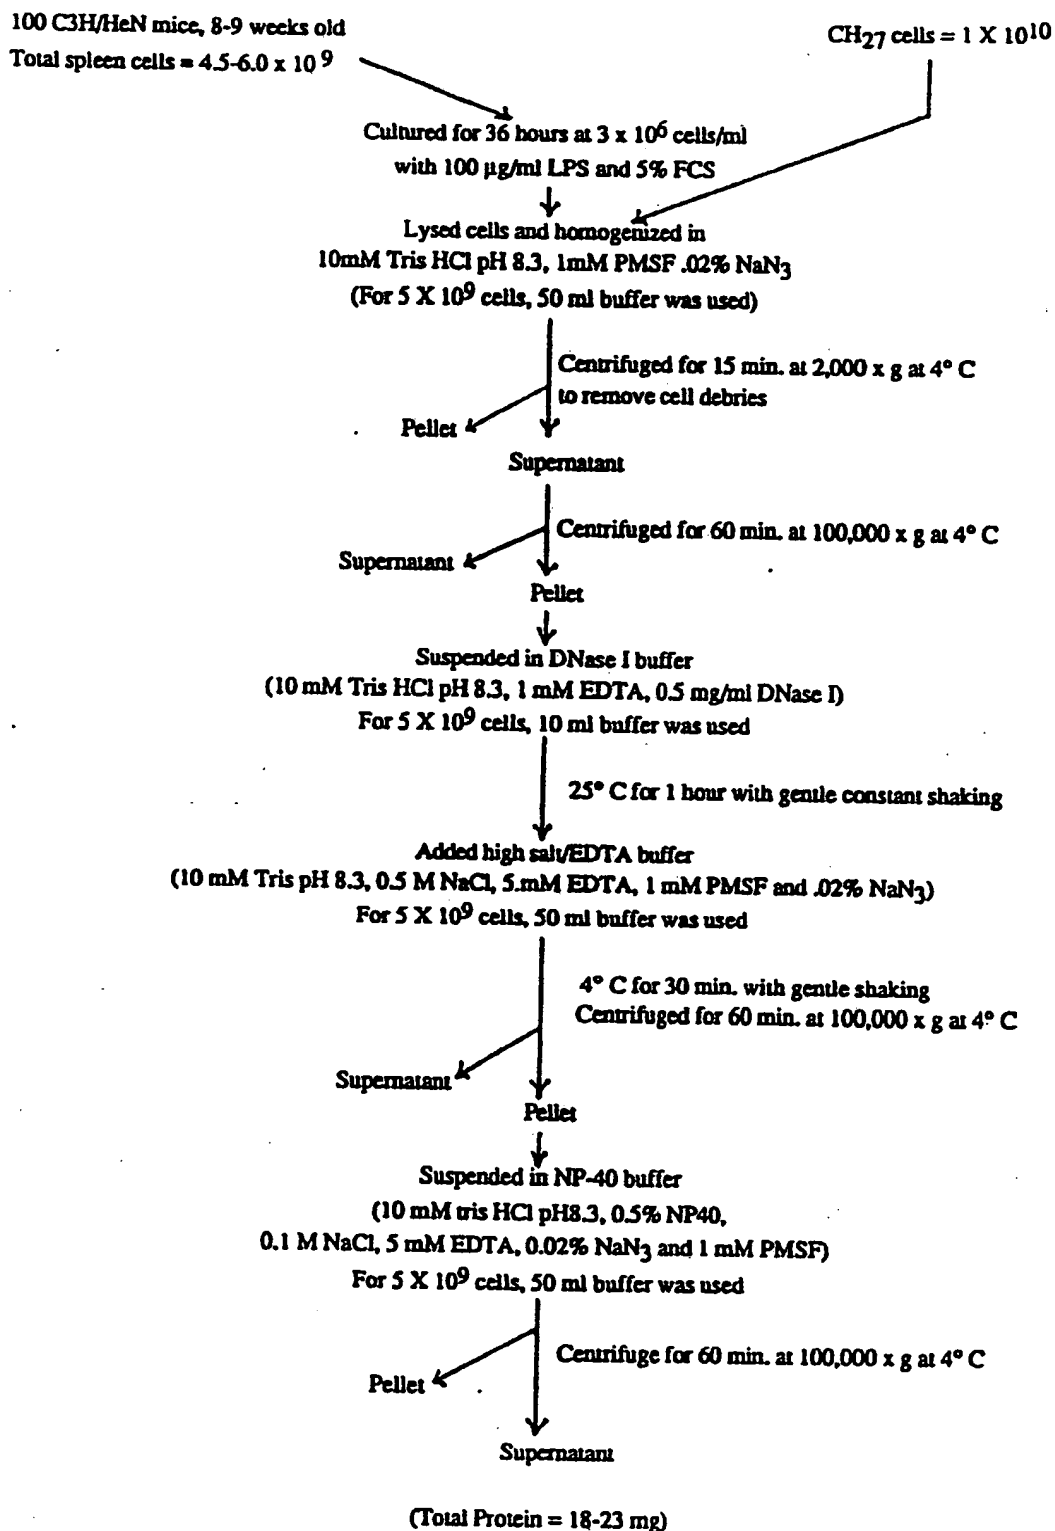 100 C3H/HeN mice, 8-9 weeks old
Total spleen cells = 4.5-6.0 x 10 9
CH27 cells = 1 X 1010
Cultured for 36 hours at 3 x 106 cells/ml
with 100 µg/ml LPS and 5% FCS
Lysed cells and homogenized in
10mM Tris HCl pH 8.3, 1mM PMSF .02% NaN3
(For 5 X 109 cells, 50 ml buffer was used)
Centrifuged for 15 min. at 2,000 x g at 4° C
to remove cell debries
Pellet
Supernatant
Centrifuged for 60 min. at 100,000 x g at 4° C
Supernatant
Pellet
Suspended in DNase I buffer
(10 mM Tris HCl pH 8.3, 1 mM EDTA, 0.5 mg/ml DNase I)
For 5 X 109 cells, 10 ml buffer was used
25° C for 1 hour with gentle constant shaking
Added high salt/EDTA buffer
(10 mM Tris pH 8.3, 0.5 M NaCl, 5.mM EDTA, 1 mM PMSF and .02% NaN3)
For 5 X 109 cells, 50 ml buffer was used
4° C for 30 min. with gentle shaking
Centrifuged for 60 min. at 100,000 x g at 4° C
Supernatant
Pellet
Suspended in NP-40 buffer
(10 mM tris HCl pH8.3, 0.5% NP40,
0.1 M NaCl, 5 mM EDTA, 0.02% NaN3 and 1 mM PMSF)
For 5 X 109 cells, 50 ml buffer was used
Centrifuge for 60 min. at 100,000 x g at 4° C
Pellet
Supernatant
(Total Protein = 18-23 mg)